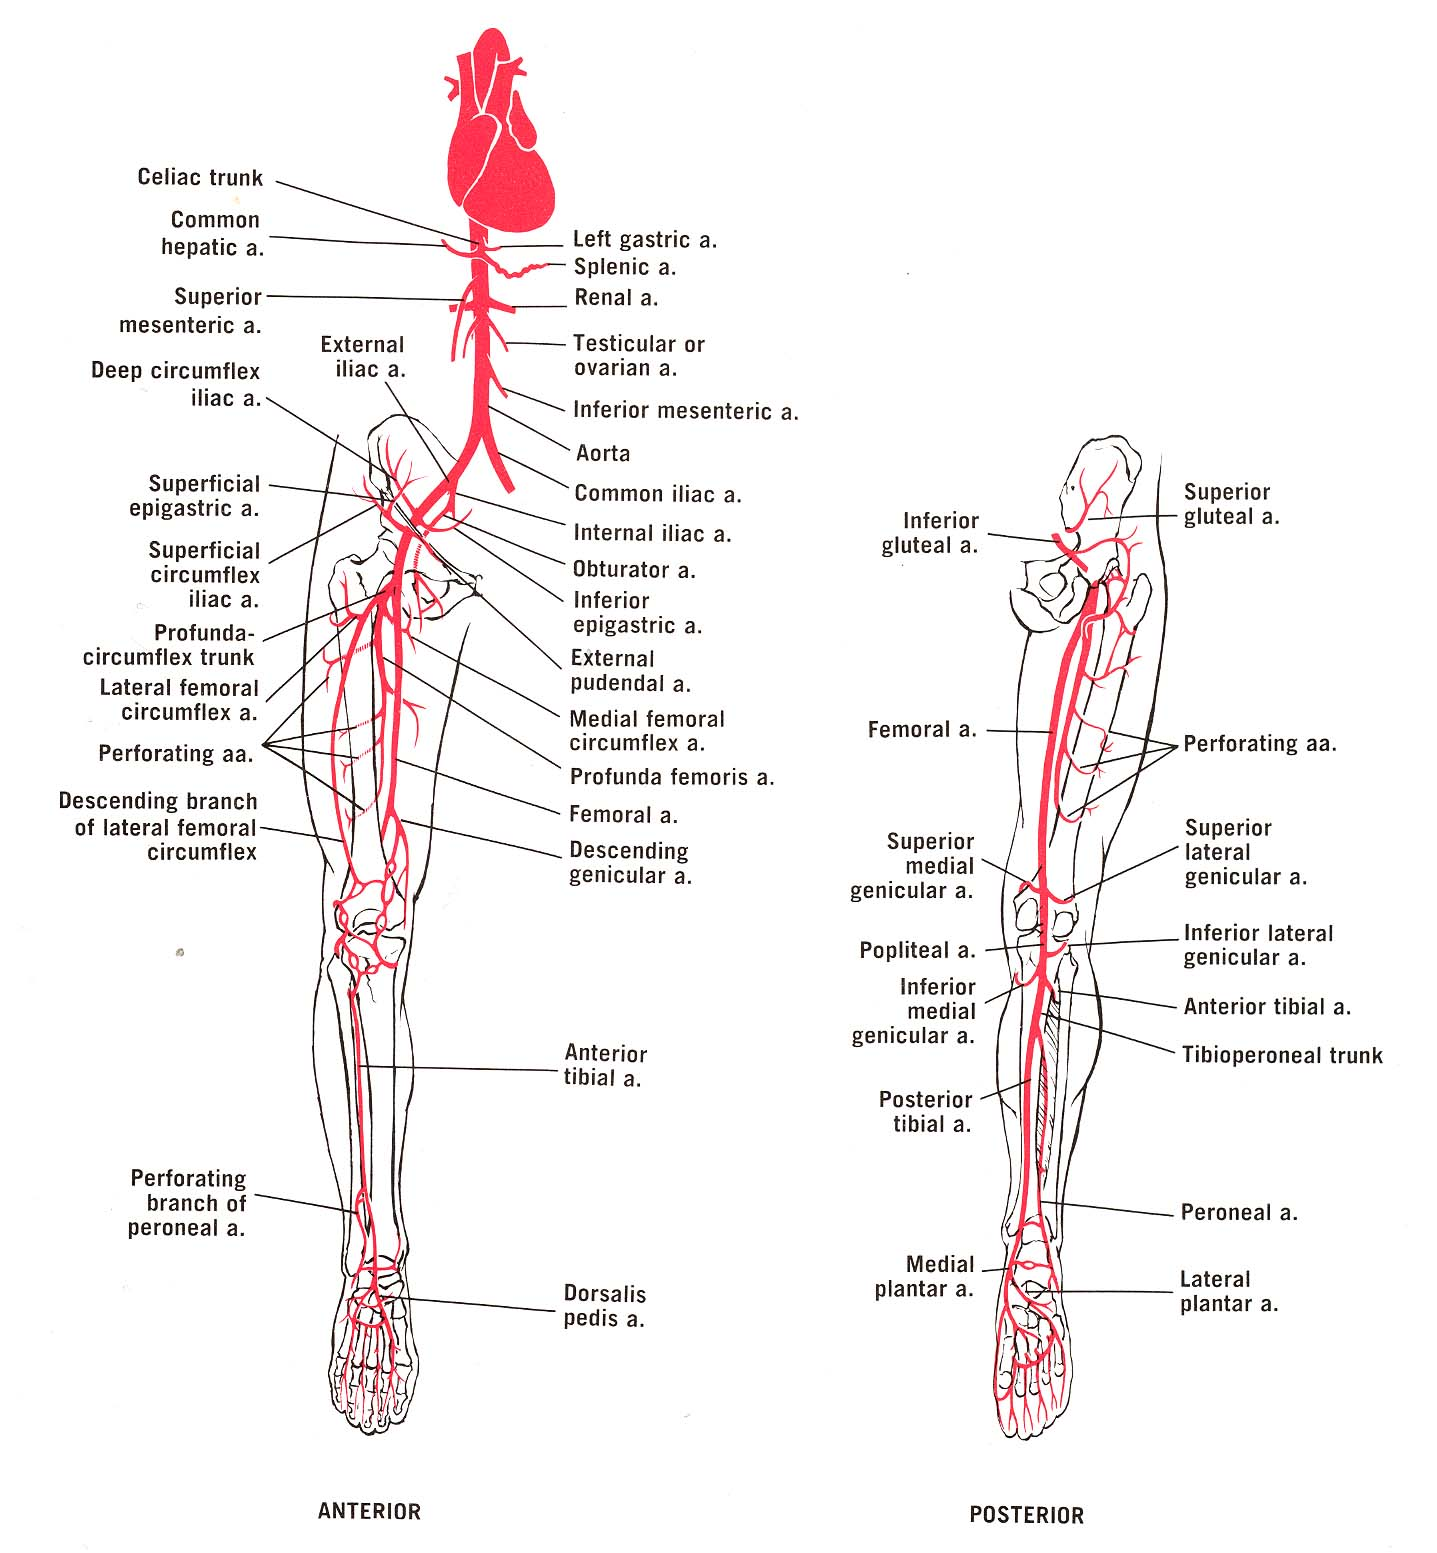 Celiac trunk
Common
hepatic a.
Superior
mesenteric a.
External
iliac a.
Deep circumflex
iliac a.
Superficial
epigastric a.
Superficial
circumflex
iliac a.
Profunda-
circumflex trunk
Lateral femoral
circumflex a.
Perforating aa.
Descending branch
of lateral femoral
circumflex
Perforating
branch of
peroneal a.
Left gastric a.
Splenic a.
Renal a.
Testicular or
ovarian a.
Inferior mesenteric a.
Aorta
Common iliac a.
Internal iliac a.
Obturator a.
Inferior
epigastric a.
External
pudendal a.
Medial femoral
circumflex a.
Profunda femoris a.
Femoral a.
Descending
genicular a.
Anterior
tibial a.
Dorsalis
pedis a.
ANTERIOR
Inferior
gluteal a.
Femoral a.
Superior
medial
genicular a.
Popliteal a.
Inferior
medial
genicular a.
Posterior
tibial a.
Medial
plantar a.
Superior
gluteal a.
Perforating aa.
Superior
lateral
genicular a.
Inferior lateral
genicular a.
Anterior tibial a.
Tibioperoneal trunk
Peroneal a.
Lateral
plantar a.
POSTERIOR